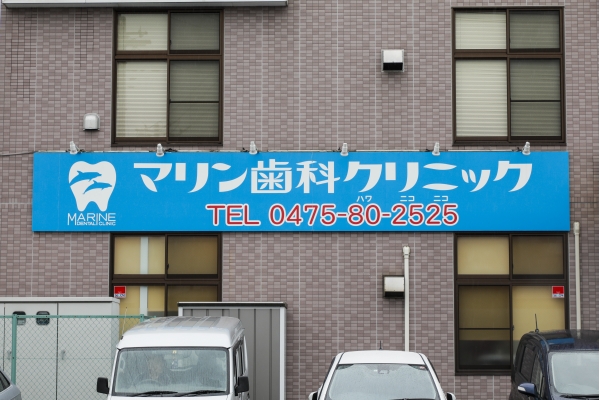 マリン歯科クリニック
ハワ ニコ ニコ
TEL 0475-80-2525
MARINE
DENTAL CLINIC